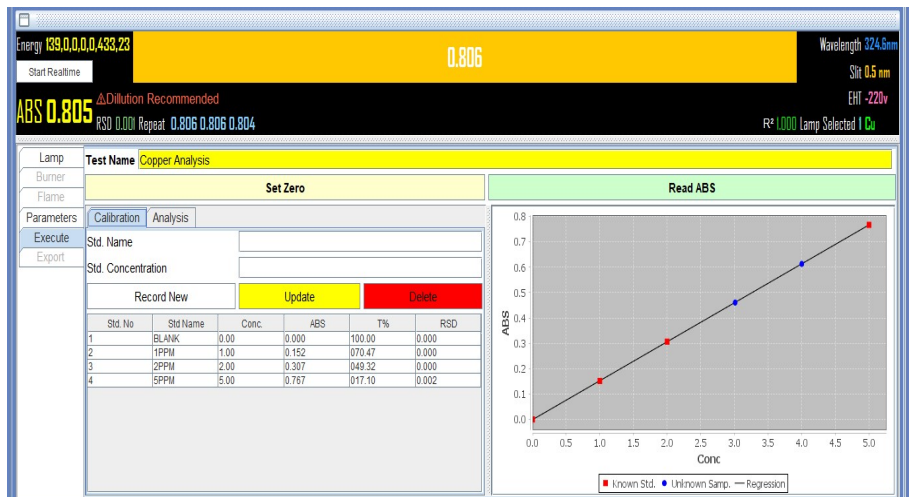 Energy 139,0,0,0,0,433,23
0.806
Wavelength 324.6nm
Start Realtime
Slit 0.5 nm
EHT -220v
ABS 0.805
⚠Dillution Recommended
RSD 0.001 Repeat 0.806 0.806 0.804
R² 1.000 Lamp Selected 1 Cu
Lamp
Burner
Flame
Parameters
Execute
Export
Test Name Copper Analysis
Set Zero
Read ABS
Calibration Analysis
Std. Name
Std. Concentration
Record New Update Delete
Std. No Std Name Conc. ABS T% RSD
1 BLANK 0.00 0.000 100.00 0.000
2 1PPM 1.00 0.152 070.47 0.000
3 2PPM 2.00 0.307 049.32 0.000
4 5PPM 5.00 0.767 017.10 0.002
0.8
0.7
0.6
0.5
0.4
0.3
0.2
0.1
0.0
ABS
0.0 0.5 1.0 1.5 2.0 2.5 3.0 3.5 4.0 4.5 5.0
Conc
Known Std. Unknown Samp. Regression